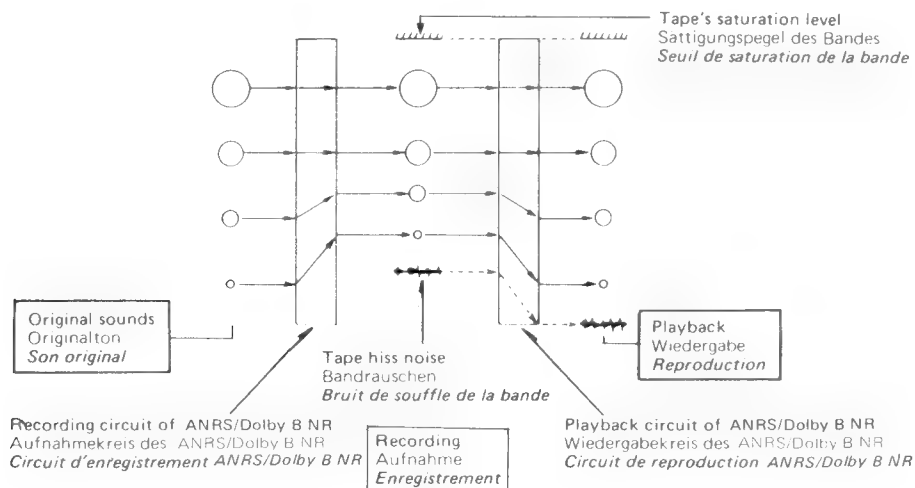 Tape's saturation level
Sattigungspegel des Bandes
Seuil de saturation de la bande
Original sounds
Originalton
Son original
Tape hiss noise
Bandrauschen
Bruit de souffle de la bande
Playback
Wiedergabe
Reproduction
Recording circuit of ANRS/Dolby B NR
Aufnahmekreis des ANRS/Dolby B NR
Circuit d'enregistrement ANRS/Dolby B NR
Recording
Aufnahme
Enregistrement
Playback circuit of ANRS/Dolby B NR
Wiedergabekreis des ANRS/Dolby B NR
Circuit de reproduction ANRS/Dolby B NR